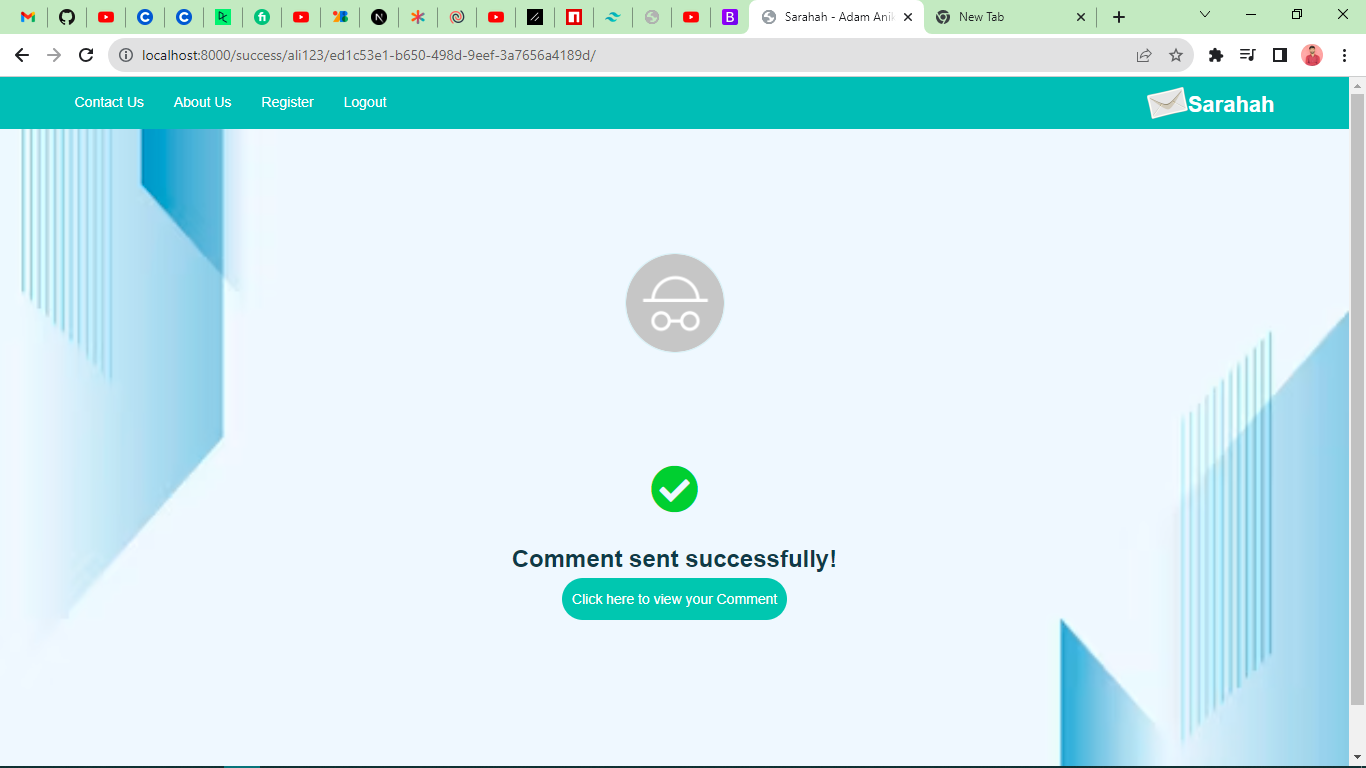 Sarahah - Adam Ani
New Tab
localhost:8000/success/ali123/ed1c53e1-b650-498d-9eef-3a7656a4189d/
Contact Us
About Us
Register
Logout
Sarahah
Comment sent successfully!
Click here to view your Comment